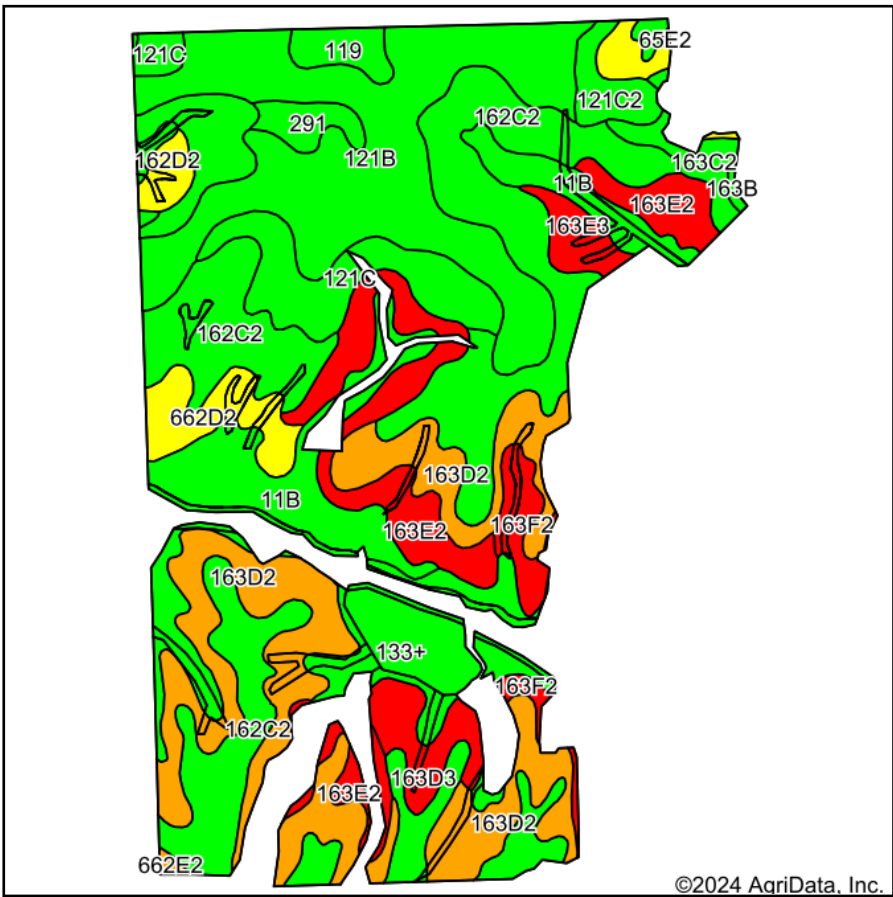 65E2
121C
119
121C2
162C2
291
121B
162D2
163C2
11B
163B
163E2
163E3
121C
162C2
662D2
163D2
11B
163E2
163F2
163D2
133+
163F2
162C2
163D3
163E2
163D2
662E2
©2024 AgriData, Inc.